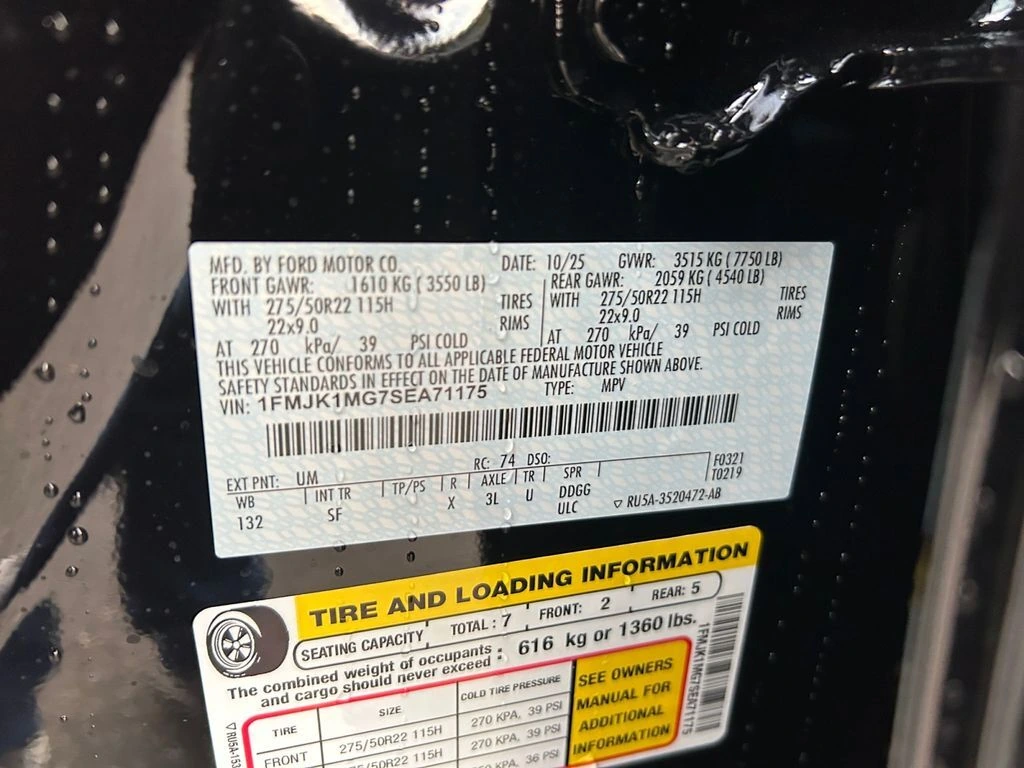 MFD. BY FORD MOTOR CO. DATE: 10/25 GVWR: 3515 KG ( 7750 LB)
FRONT GAWR: 1610 KG ( 3550 LB) REAR GAWR: 2059 KG ( 4540 LB)
WITH 275/50R22 115H TIRES WITH 275/50R22 115H TIRES
22x9.0 RIMS 22x9.0 RIMS
AT 270 kPa/ 39 PSI COLD AT 270 kPa/ 39 PSI COLD
THIS VEHICLE CONFORMS TO ALL APPLICABLE FEDERAL MOTOR VEHICLE
SAFETY STANDARDS IN EFFECT ON THE DATE OF MANUFACTURE SHOWN ABOVE.
VIN: 1FMJK1MG7SEA71175 TYPE: MPV
EXT PNT: UM RC: 74 DSO: F0321
WB INT TR TP/PS R AXLE TR SPR T0219
132 SF X 3L U DDGG ▽ RU5A-3520472-AB
ULC
TIRE AND LOADING INFORMATION
SEATING CAPACITY TOTAL : 7 FRONT: 2 REAR: 5
The combined weight of occupants
and cargo should never exceed : 616 kg or 1360 lbs.
TIRE SIZE COLD TIRE PRESSURE
FRONT 275/50R22 115H 270 KPA, 39 PSI
275/50R22 115H 270 KPA, 39 PSI
36 PSI
SEE OWNERS
MANUAL FOR
ADDITIONAL
INFORMATION
1FMJK1MG7SEA71175
▽ RU5A-153